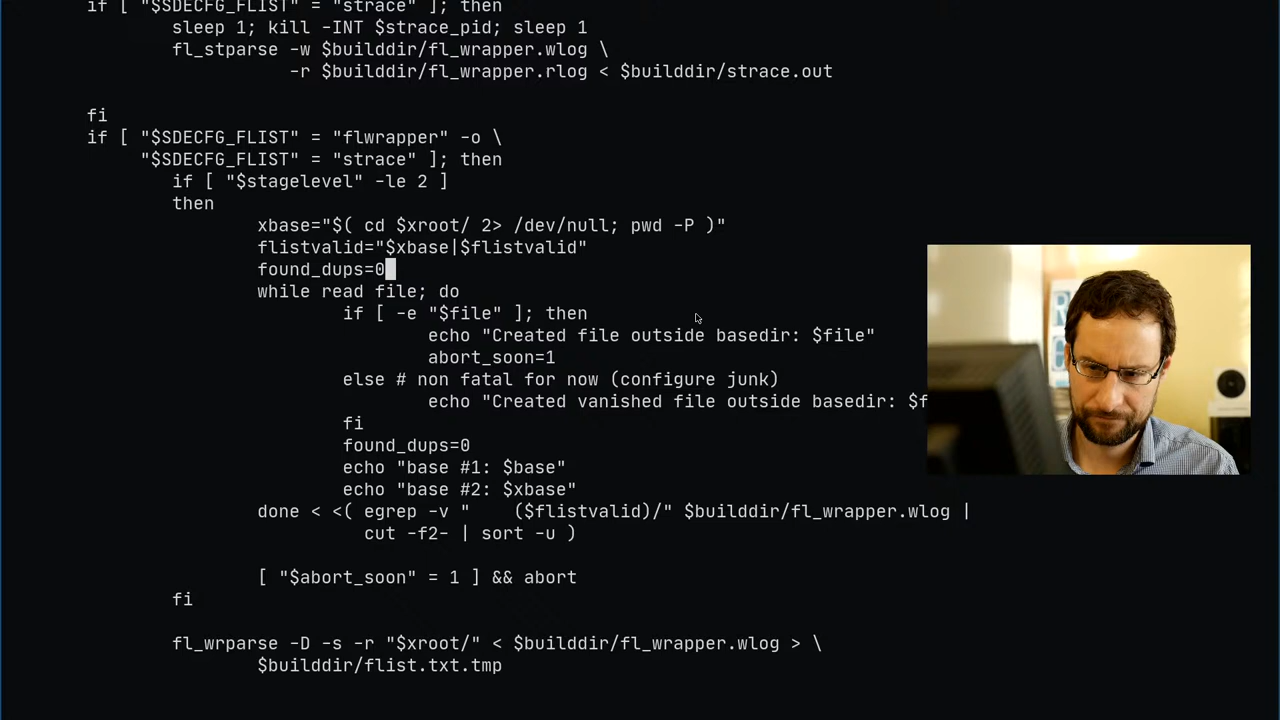 if [ "$SDECFG_FLIST" = "strace" ]; then
sleep 1; kill -INT $strace_pid; sleep 1
fl_stparse -w $builddir/fl_wrapper.wlog \
-r $builddir/fl_wrapper.rlog < $builddir/strace.out
fi
if [ "$SDECFG_FLIST" = "flwrapper" -o \
"$SDECFG_FLIST" = "strace" ]; then
if [ "$stagelevel" -le 2 ]
then
xbase="$( cd $xroot/ 2> /dev/null; pwd -P )"
flistvalid="$xbase|$flistvalid"
found_dups=0
while read file; do
if [ -e "$file" ]; then
echo "Created file outside basedir: $file"
abort_soon=1
else # non fatal for now (configure junk)
echo "Created vanished file outside basedir: $f
fi
found_dups=0
echo "base #1: $base"
echo "base #2: $xbase"
done < <( egrep -v "    ($flistvalid)/" $builddir/fl_wrapper.wlog |
cut -f2- | sort -u )
[ "$abort_soon" = 1 ] && abort
fi
fl_wrparse -D -s -r "$xroot/" < $builddir/fl_wrapper.wlog > \
$builddir/flist.txt.tmp